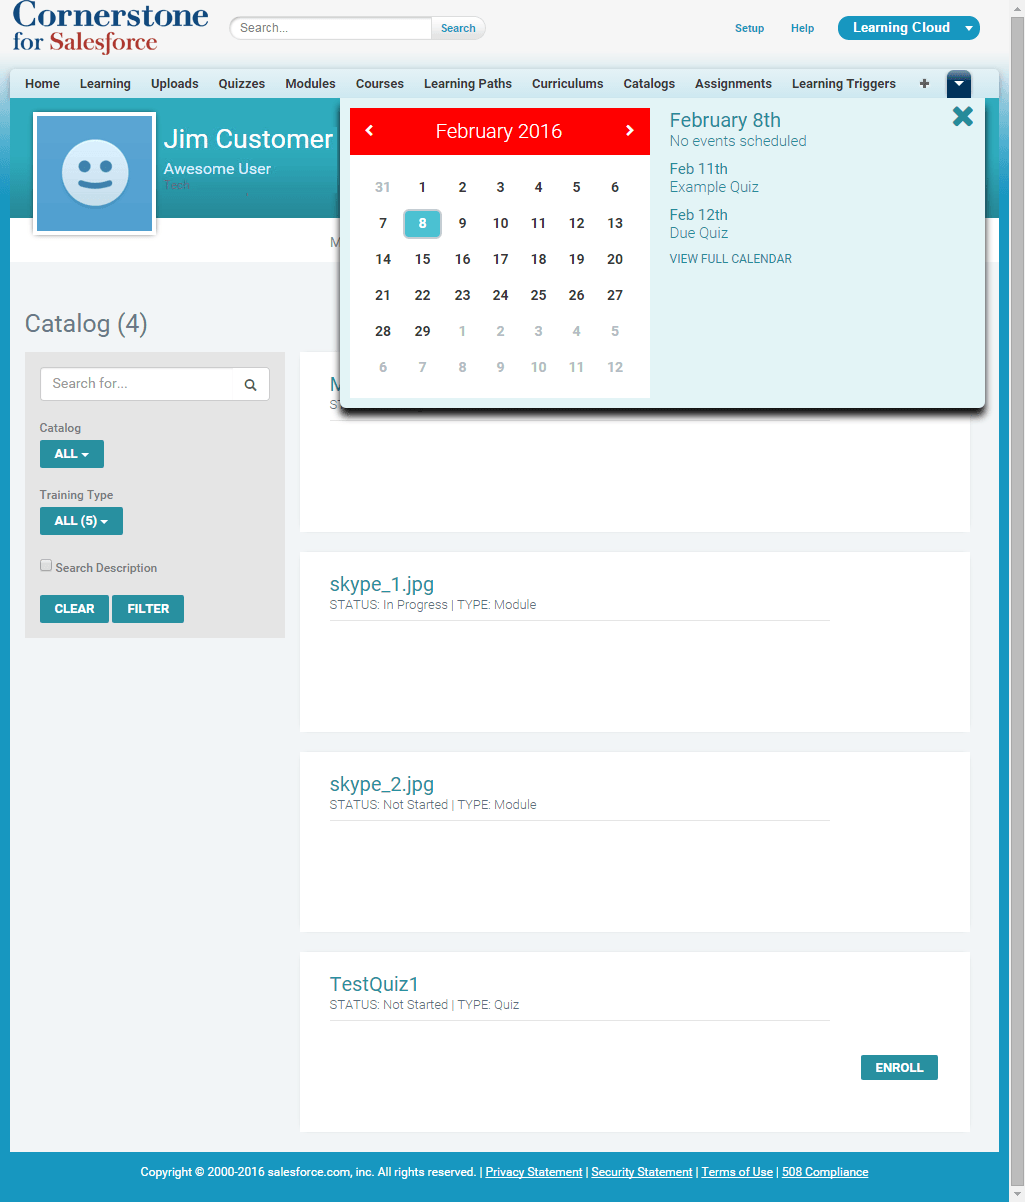 Cornerstone
for Salesforce
Search...
Search
Setup
Help
Learning Cloud
Home
Learning
Uploads
Quizzes
Modules
Courses
Learning Paths
Curriculums
Catalogs
Assignments
Learning Triggers
+
Jim Customer
Awesome User
Tech
February 2016
31 1 2 3 4 5 6
7 8 9 10 11 12 13
14 15 16 17 18 19 20
21 22 23 24 25 26 27
28 29 1 2 3 4 5
6 7 8 9 10 11 12
February 8th
No events scheduled
Feb 11th
Example Quiz
Feb 12th
Due Quiz
VIEW FULL CALENDAR
Catalog (4)
Search for...
Catalog
ALL
Training Type
ALL (5)
Search Description
CLEAR
FILTER
skype_1.jpg
STATUS: In Progress | TYPE: Module
skype_2.jpg
STATUS: Not Started | TYPE: Module
TestQuiz1
STATUS: Not Started | TYPE: Quiz
ENROLL
Copyright © 2000-2016 salesforce.com, inc. All rights reserved. | Privacy Statement | Security Statement | Terms of Use | 508 Compliance